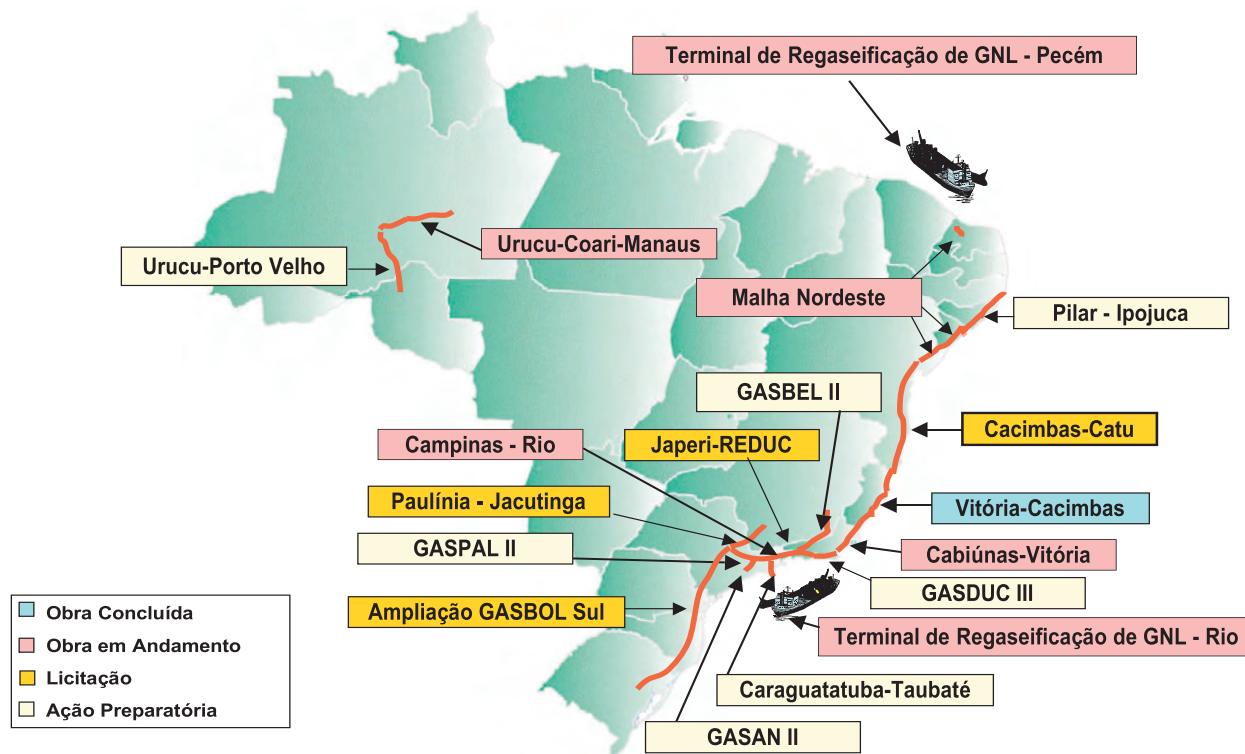 Terminal de Regaseificação de GNL - Pecém
Urucu-Coari-Manaus
Urucu-Porto Velho
Malha Nordeste
Pilar - Ipojuca
GASBEL II
Cacimbas-Catu
Campinas - Rio
Japeri-REDUC
Paulínia - Jacutinga
Vitória-Cacimbas
GASPAL II
Cabiúnas-Vitória
GASDUC III
Ampliação GASBOL Sul
Terminal de Regaseificação de GNL - Rio
Caraguatatuba-Taubaté
GASAN II
Obra Concluída
Obra em Andamento
Licitação
Ação Preparatória